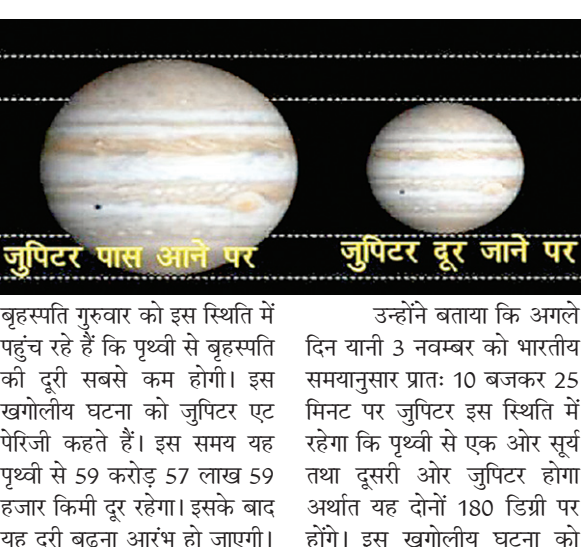 जुपिटर पास आने पर
जुपिटर दूर जाने पर
बृहस्पति गुरुवार को इस स्थिति में
पहुंच रहे हैं कि पृथ्वी से बृहस्पति
की दूरी सबसे कम होगी। इस
खगोलीय घटना को जुपिटर एट
पेरिजी कहते हैं। इस समय यह
पृथ्वी से 59 करोड़ 57 लाख 59
हजार किमी दूर रहेगा। इसके बाद
यह दूरी बढ़ना आरंभ हो जाएगी।
उन्होंने बताया कि अगले
दिन यानी 3 नवम्बर को भारतीय
समयानुसार प्रातः 10 बजकर 25
मिनट पर जुपिटर इस स्थिति में
रहेगा कि पृथ्वी से एक ओर सूर्य
तथा दूसरी ओर जुपिटर होगा
अर्थात यह दोनों 180 डिग्री पर
होंगे। इस खगोलीय घटना को